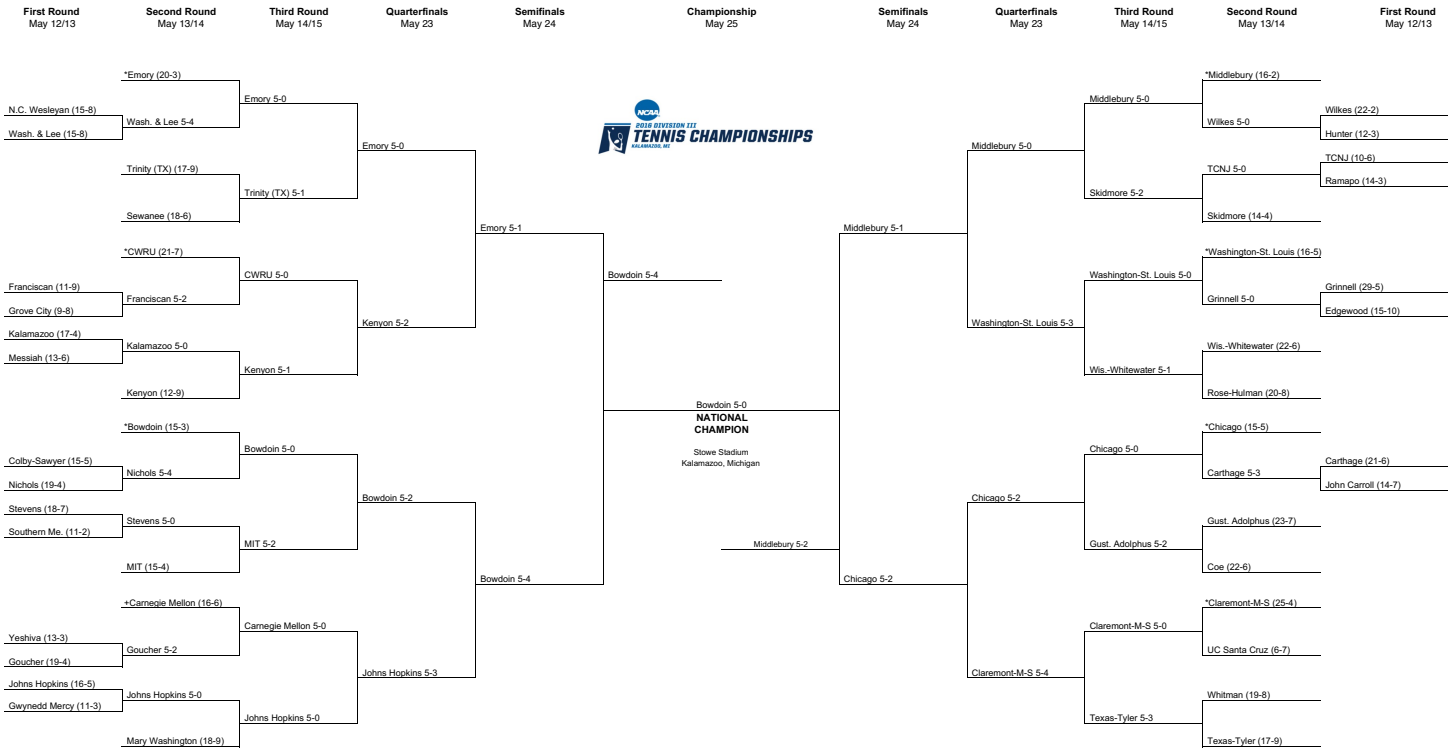 First Round
May 12/13
Second Round
May 13/14
Third Round
May 14/15
Quarterfinals
May 23
Semifinals
May 24
Championship
May 25
Semifinals
May 24
Quarterfinals
May 23
Third Round
May 14/15
Second Round
May 13/14
First Round
May 12/13
N.C. Wesleyan (15-8)
Wash. & Lee (15-8)
Franciscan (11-9)
Grove City (9-8)
Kalamazoo (17-4)
Messiah (13-6)
Colby-Sawyer (15-5)
Nichols (19-4)
Stevens (18-7)
Southern Me. (11-2)
Yeshiva (13-3)
Goucher (19-4)
Johns Hopkins (16-5)
Gwynedd Mercy (11-3)
*Emory (20-3)
Wash. & Lee 5-4
Trinity (TX) (17-9)
Sewanee (18-6)
*CWRU (21-7)
Franciscan 5-2
Kalamazoo 5-0
Kenyon (12-9)
*Bowdoin (15-3)
Nichols 5-4
Stevens 5-0
MIT (15-4)
+Carnegie Mellon (16-6)
Goucher 5-2
Johns Hopkins 5-0
Mary Washington (18-9)
Emory 5-0
Trinity (TX) 5-1
CWRU 5-0
Kenyon 5-1
Bowdoin 5-0
MIT 5-2
Carnegie Mellon 5-0
Johns Hopkins 5-0
Emory 5-0
Kenyon 5-2
Bowdoin 5-2
Johns Hopkins 5-3
Emory 5-1
Bowdoin 5-4
NCAA
2016 DIVISION III
TENNIS CHAMPIONSHIPS
KALAMAZOO, MI
Bowdoin 5-4
Bowdoin 5-0
NATIONAL
CHAMPION
Stowe Stadium
Kalamazoo, Michigan
Middlebury 5-2
Middlebury 5-1
Chicago 5-2
Middlebury 5-0
Washington-St. Louis 5-3
Chicago 5-2
Claremont-M-S 5-4
Middlebury 5-0
Skidmore 5-2
Washington-St. Louis 5-0
Wis.-Whitewater 5-1
Chicago 5-0
Gust. Adolphus 5-2
Claremont-M-S 5-0
Texas-Tyler 5-3
*Middlebury (16-2)
Wilkes 5-0
TCNJ 5-0
Skidmore (14-4)
*Washington-St. Louis (16-5)
Grinnell 5-0
Wis.-Whitewater (22-6)
Rose-Hulman (20-8)
*Chicago (15-5)
Carthage 5-3
Gust. Adolphus (23-7)
Coe (22-6)
*Claremont-M-S (25-4)
UC Santa Cruz (6-7)
Whitman (19-8)
Texas-Tyler (17-9)
Wilkes (22-2)
Hunter (12-3)
TCNJ (10-6)
Ramapo (14-3)
Grinnell (29-5)
Edgewood (15-10)
Carthage (21-6)
John Carroll (14-7)